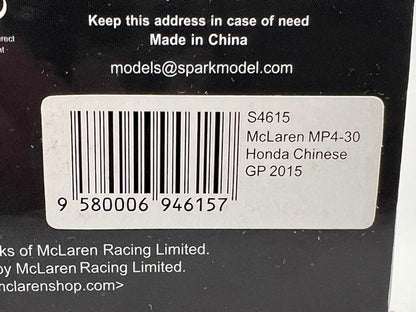 Keep this address in case of need
Made in China
models@sparkmodel.com
S4615
McLaren MP4-30
Honda Chinese
GP 2015
9 580006 946157
ks of McLaren Racing Limited.
by McLaren Racing Limited.
mclarenshop.com>